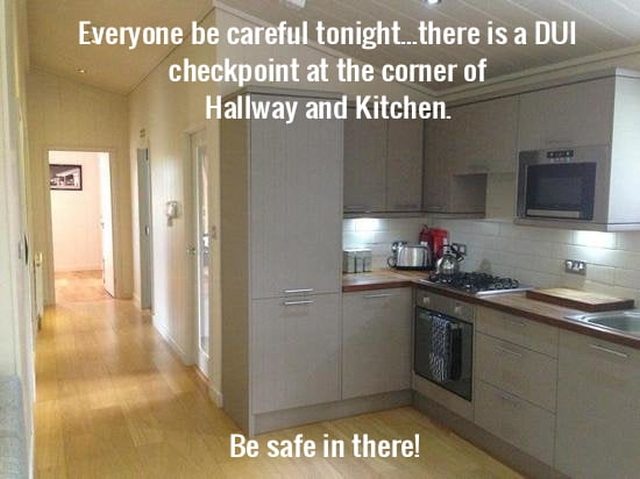 Everyone be careful tonight...there is a DUI
checkpoint at the corner of
Hallway and Kitchen.
Be safe in there!